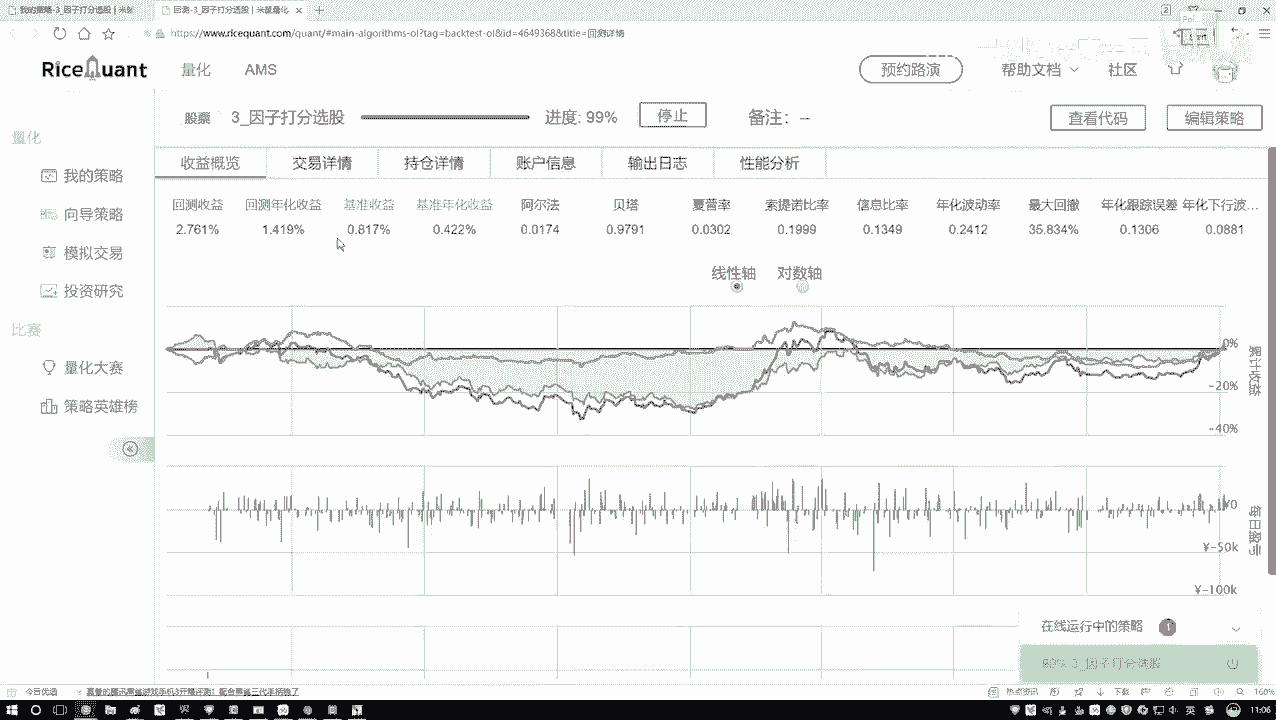 我的策略-3_因子打分选股 | 米筐
回测-3_因子打分选股 | 米筐量化
https://www.ricequant.com/quant/#main-algorithms-ol?tag=backtest-ol&id=4649368&title=回测详情
RiceQuant
量化
AMS
预约路演
帮助文档
社区
股票
3_因子打分选股
进度: 99%
停止
备注: --
查看代码
编辑策略
量化
我的策略
向导策略
模拟交易
投资研究
比赛
量化大赛
策略英雄榜
收益概览
交易详情
持仓详情
账户信息
输出日志
性能分析
回测收益 回测年化收益 基准收益 基准年化收益 阿尔法 贝塔 夏普率 索提诺比率 信息比率 年化波动率 最大回撤 年化跟踪误差 年化下行波…
2.761% 1.419% 0.817% 0.422% 0.0174 0.9791 0.0302 0.1999 0.1349 0.2412 35.834% 0.1306 0.0881
线性轴 对数轴
0%
-20%
-40%
累计收益
¥0
¥-50k
¥-100k
每日盈亏
在线运行中的策略 1
99% 3_因子打分选股
今日优选
热点资讯
下载
160%
英
11:06